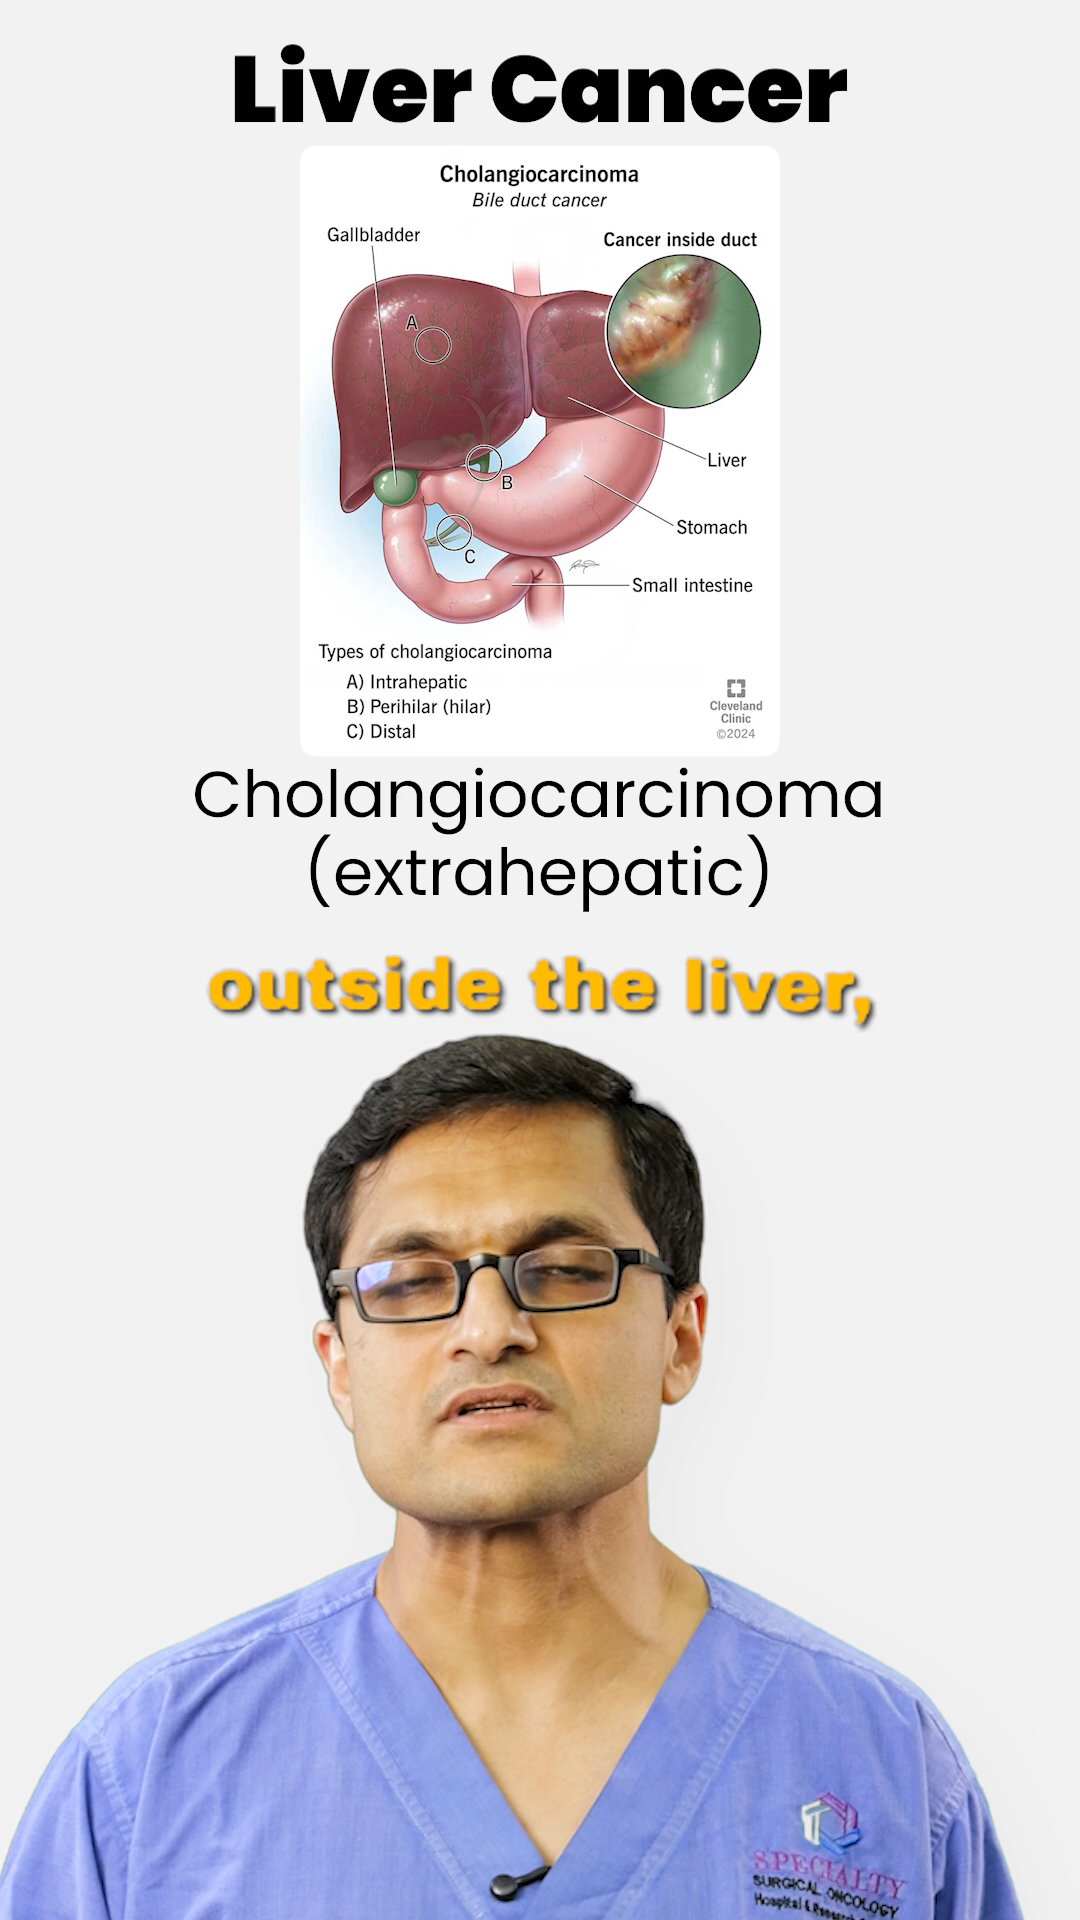 Liver Cancer
Cholangiocarcinoma
Bile duct cancer
Gallbladder
Cancer inside duct
A
Liver
B
Stomach
C
Small intestine
Types of cholangiocarcinoma
A) Intrahepatic
B) Perihilar (hilar)
C) Distal
Cleveland
Clinic
©2024
Cholangiocarcinoma
(extrahepatic)
outside the liver,
SPECIALTY
SURGICAL ONCOLOGY
Hospital &